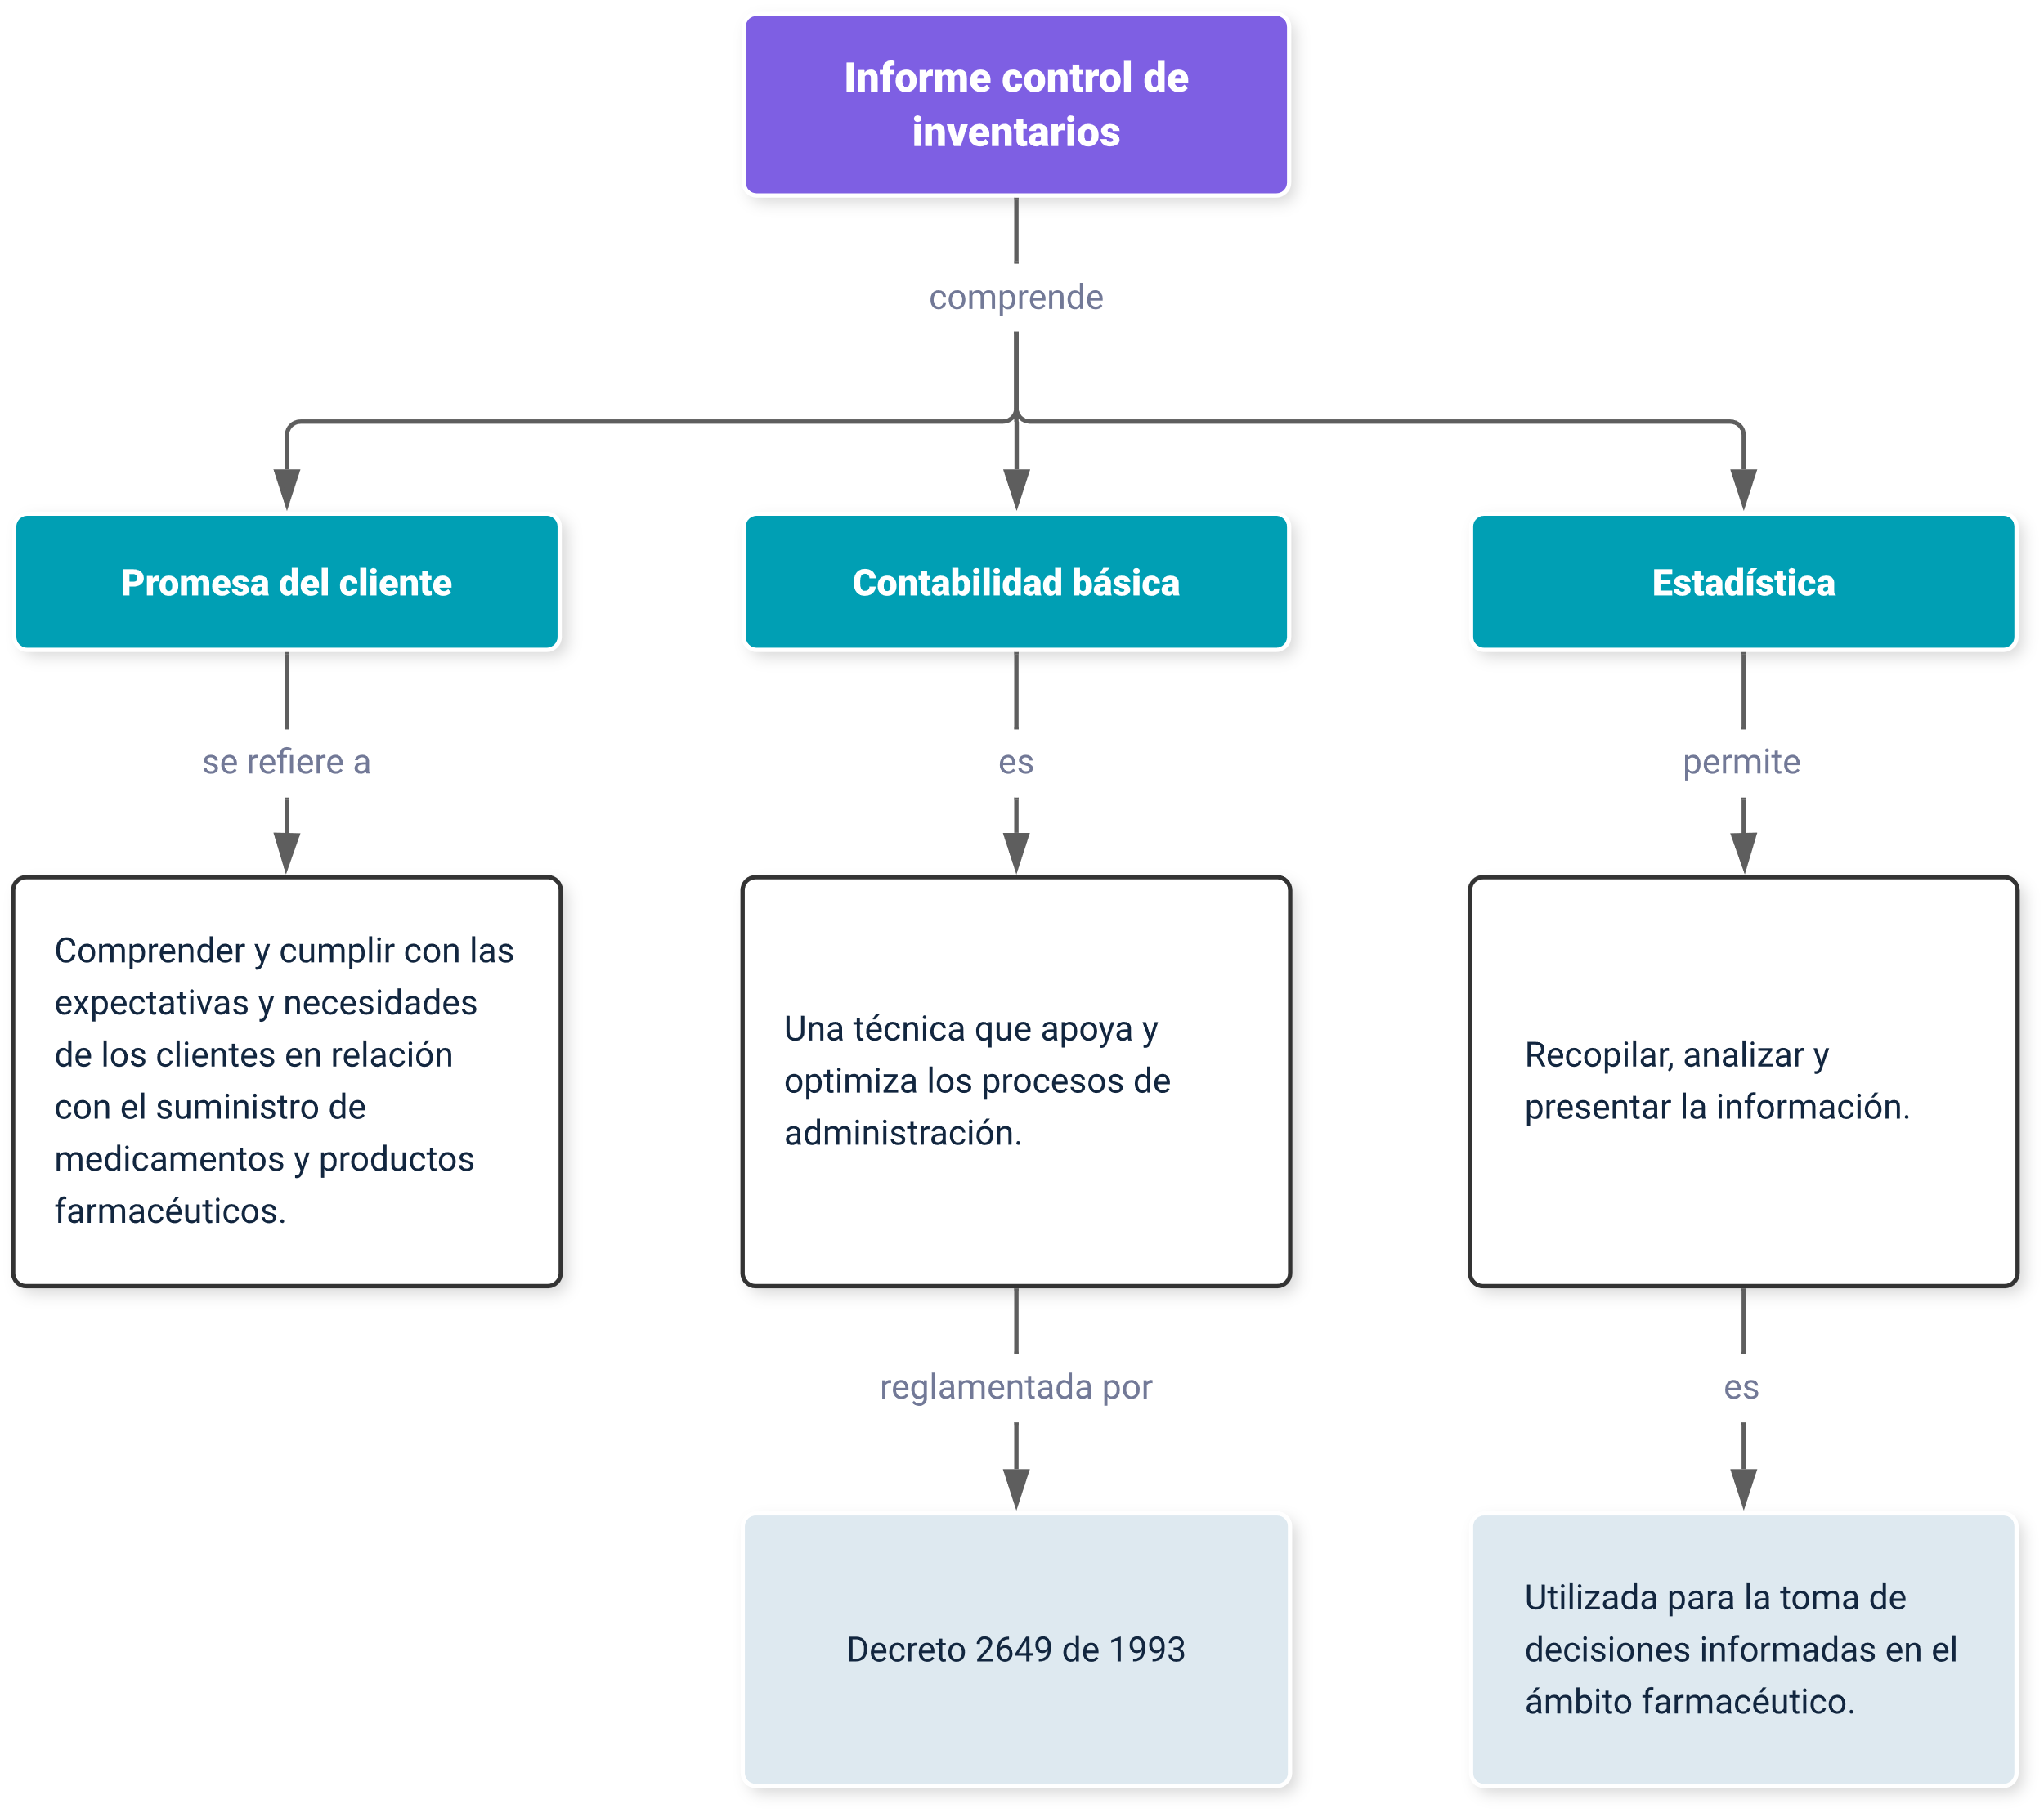 Informe control de
inventarios
comprende
Promesa del cliente
Contabilidad básica
Estadística
se refiere a
es
permite
Comprender y cumplir con las
expectativas y necesidades
de los clientes en relación
con el suministro de
medicamentos y productos
farmacéuticos.
Una técnica que apoya y
optimiza los procesos de
administración.
Recopilar, analizar y
presentar la información.
reglamentada por
es
Decreto 2649 de 1993
Utilizada para la toma de
decisiones informadas en el
ámbito farmacéutico.